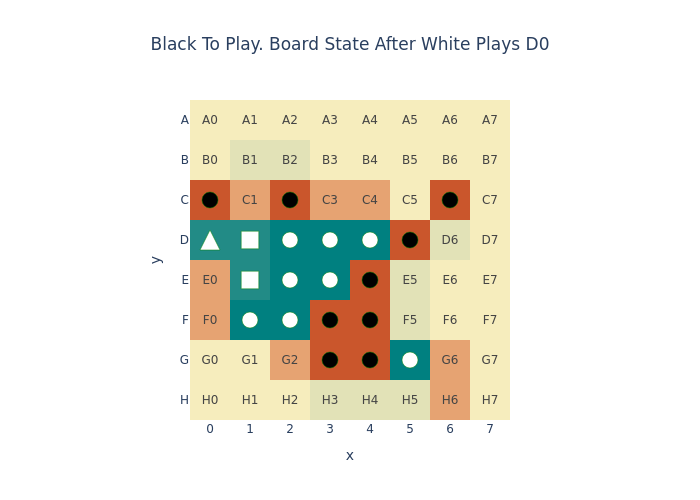 Black To Play. Board State After White Plays D0
A A0 A1 A2 A3 A4 A5 A6 A7
B B0 B1 B2 B3 B4 B5 B6 B7
C C1 C3 C4 C5 C7
D D6 D7
E E0 E5 E6 E7
F F0 F5 F6 F7
G G0 G1 G2 G6 G7
H H0 H1 H2 H3 H4 H5 H6 H7
0 1 2 3 4 5 6 7
x
y